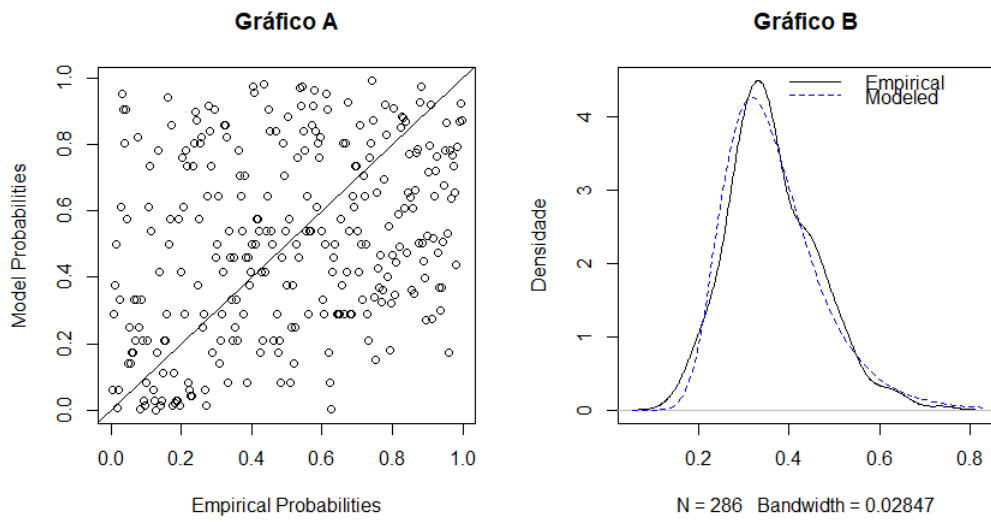 Gráfico A
Model Probabilities
1.0
0.8
0.6
0.4
0.2
0.0
0.0 0.2 0.4 0.6 0.8 1.0
Empirical Probabilities
Gráfico B
Densidade
4
3
2
1
0
Empirical
Modeled
0.2 0.4 0.6 0.8
N = 286 Bandwidth = 0.02847